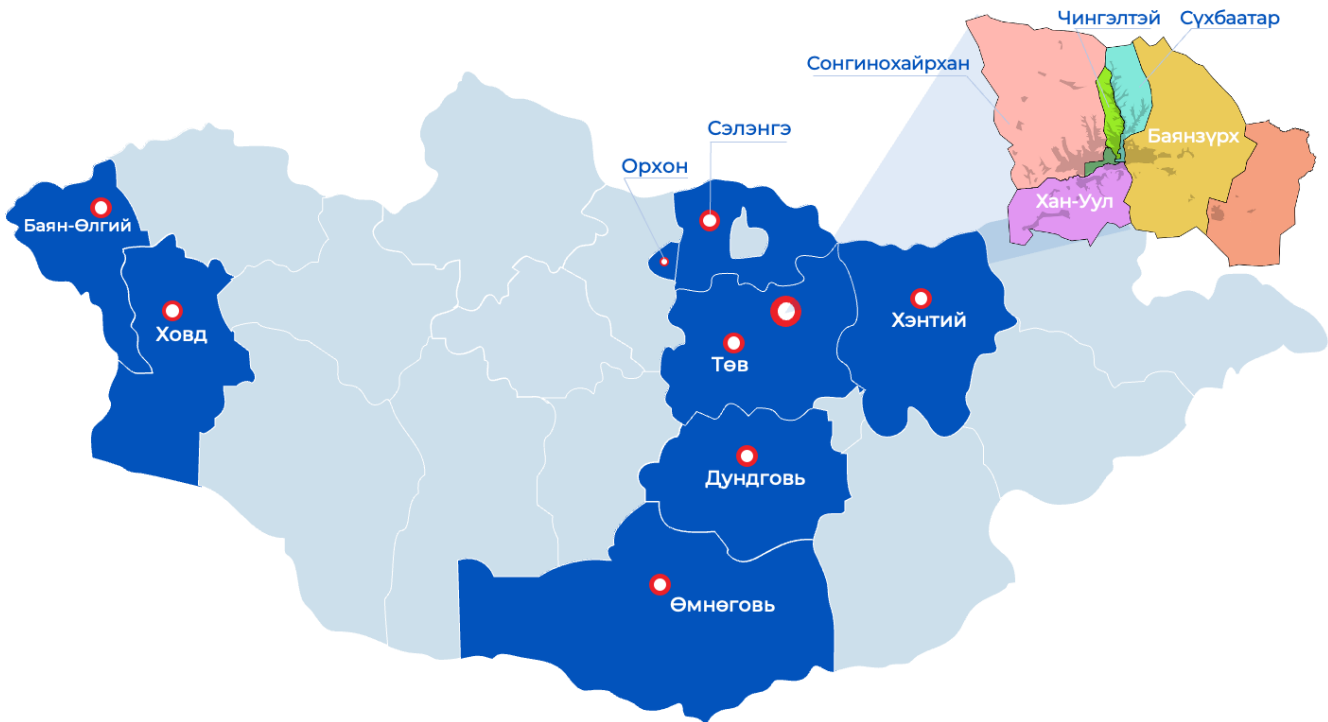 Чингэлтэй
Сүхбаатар
Сонгинохайрхан
Сэлэнгэ
Баянзүрх
Орхон
Хан-Уул
Баян-Өлгий
Ховд
Хэнтий
Төв
Дундговь
Өмнөговь